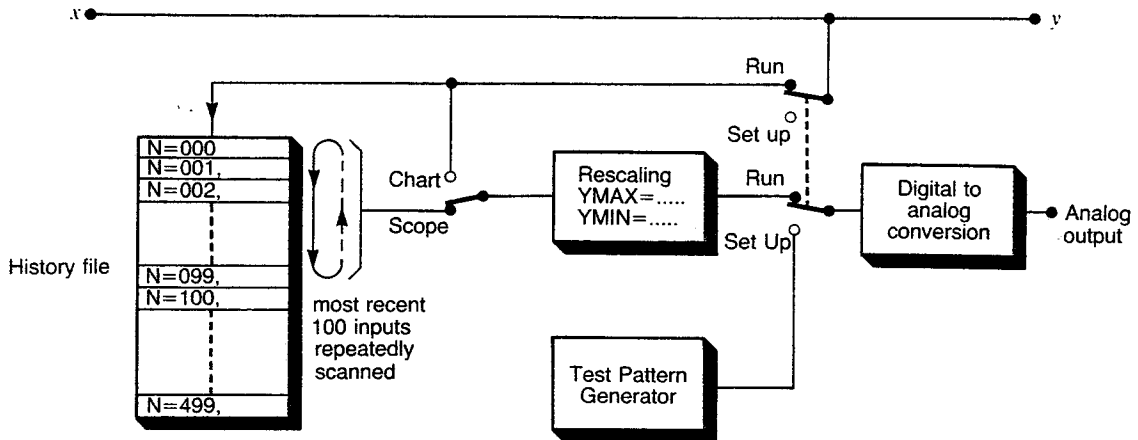 x
y
Run
Set up
N=000
N=001,
N=002,
N=099,
N=100,
N=499,
History file
Chart
Scope
most recent
100 inputs
repeatedly
scanned
Rescaling
YMAX=.....
YMIN=.....
Run
Set Up
Digital to
analog
conversion
Analog
output
Test Pattern
Generator